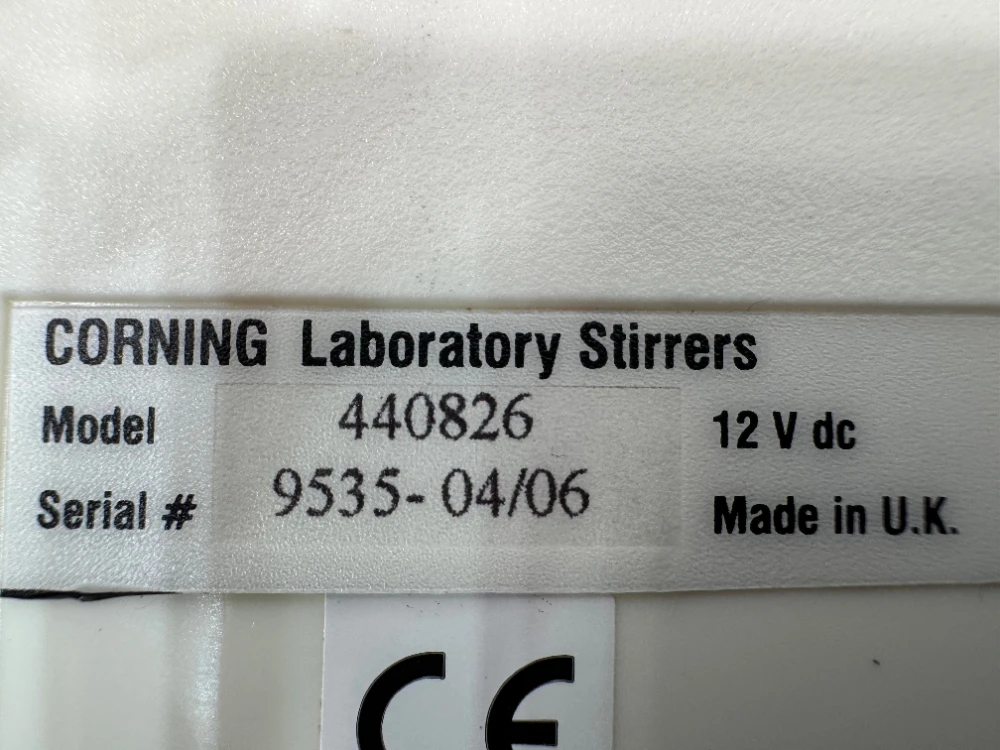 CORNING Laboratory Stirrers
Model 440826 12 V dc
Serial # 9535- 04/06 Made in U.K.
CE